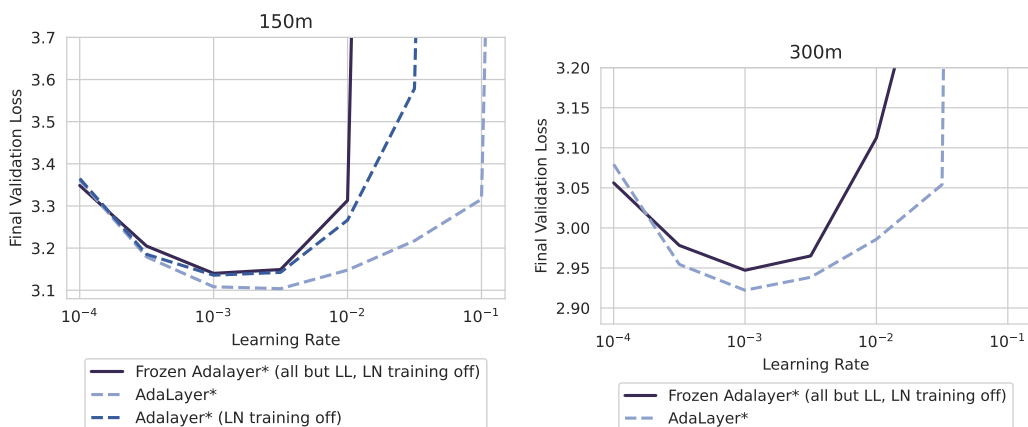 150m
Final Validation Loss
3.7
3.6
3.5
3.4
3.3
3.2
3.1
10⁻⁴
10⁻³
10⁻²
10⁻¹
Learning Rate
Frozen Adalayer* (all but LL, LN training off)
AdaLayer*
Adalayer* (LN training off)
300m
Final Validation Loss
3.20
3.15
3.10
3.05
3.00
2.95
2.90
10⁻⁴
10⁻³
10⁻²
10⁻¹
Learning Rate
Frozen Adalayer* (all but LL, LN training off)
AdaLayer*